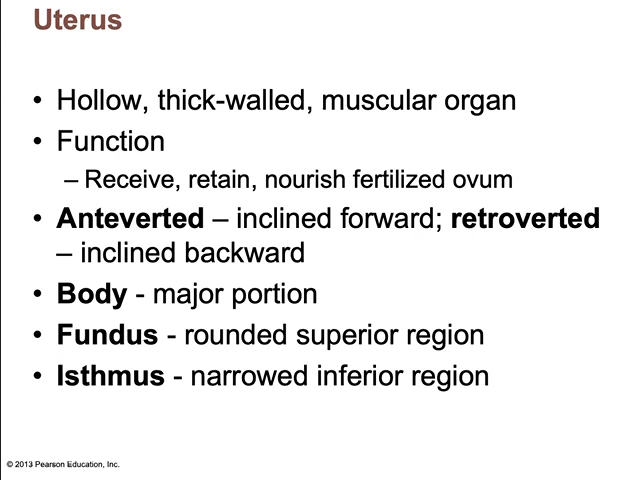 Uterus
• Hollow, thick-walled, muscular organ
• Function
– Receive, retain, nourish fertilized ovum
• Anteverted – inclined forward; retroverted
– inclined backward
• Body - major portion
• Fundus - rounded superior region
• Isthmus - narrowed inferior region
© 2013 Pearson Education, Inc.